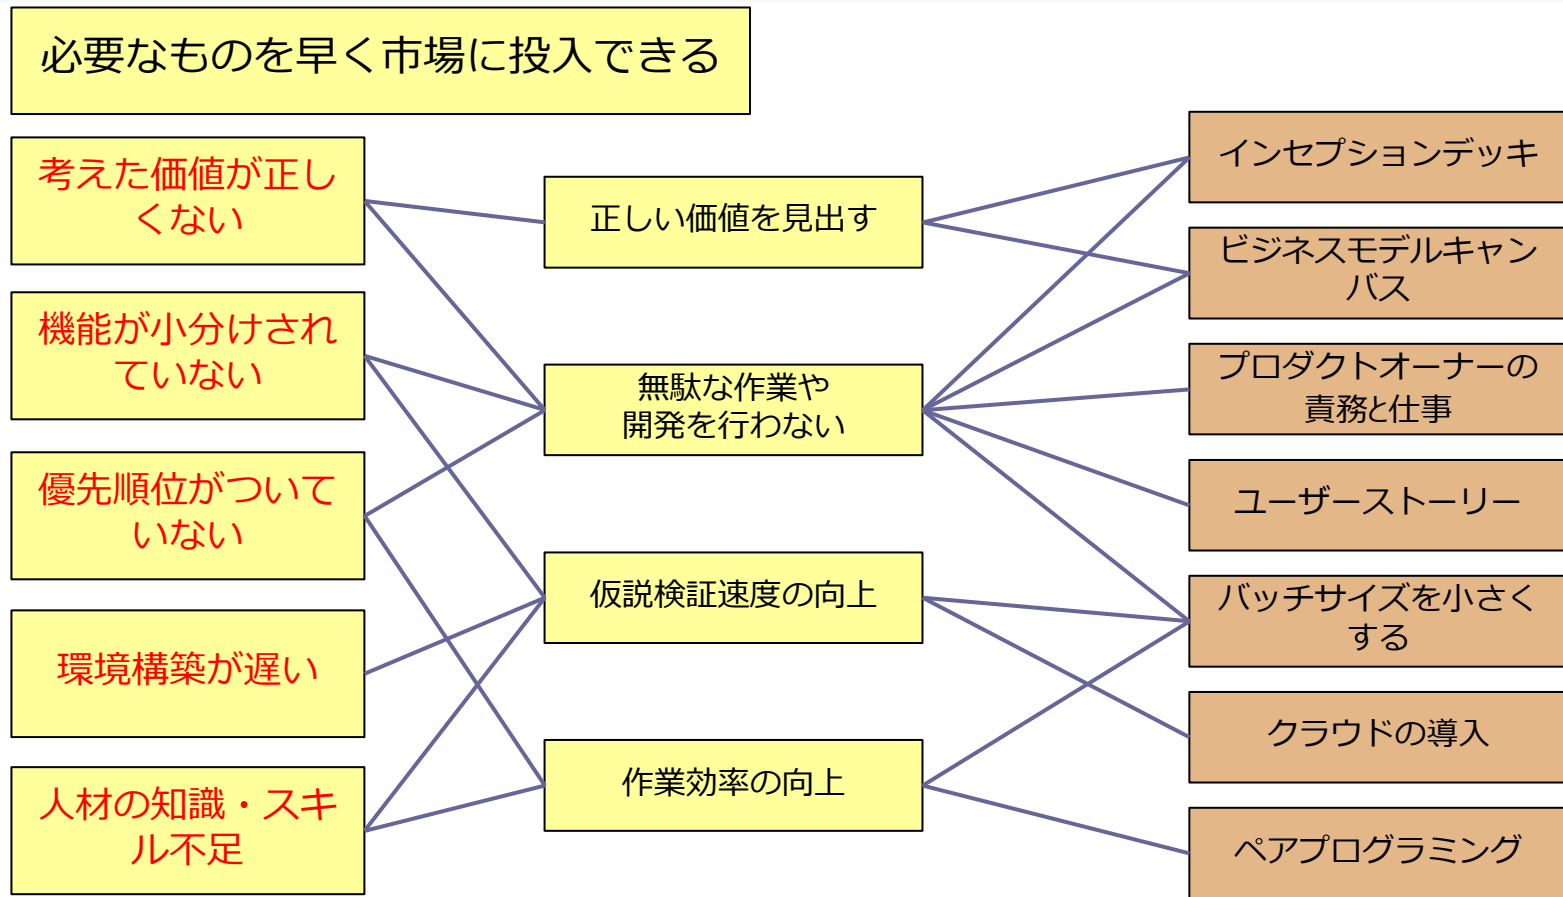 必要なものを早く市場に投入できる
考えた価値が正し
くない
機能が小分けされ
ていない
優先順位がついて
いない
環境構築が遅い
人材の知識・スキ
ル不足
正しい価値を見出す
無駄な作業や
開発を行わない
仮説検証速度の向上
作業効率の向上
インセプションデッキ
ビジネスモデルキャン
バス
プロダクトオーナーの
責務と仕事
ユーザーストーリー
バッチサイズを小さく
する
クラウドの導入
ペアプログラミング